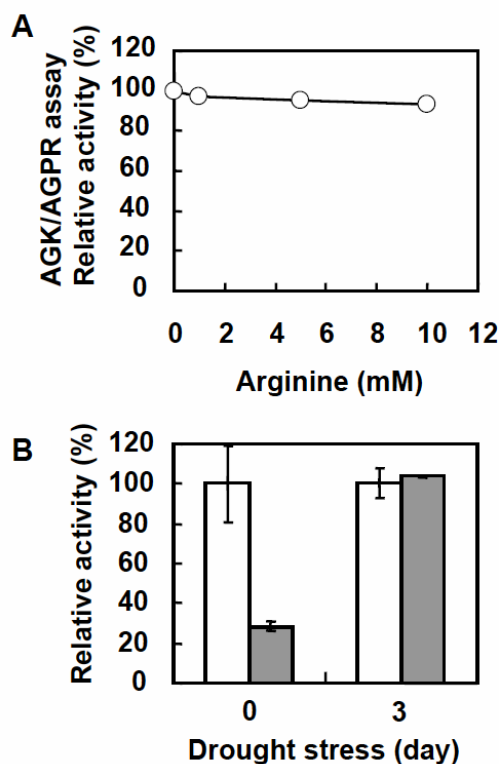 A
AGK/AGPR assay
Relative activity (%)
120
100
80
60
40
20
0
0 2 4 6 8 10 12
Arginine (mM)
B
Relative activity (%)
120
100
80
60
40
20
0
0 3
Drought stress (day)